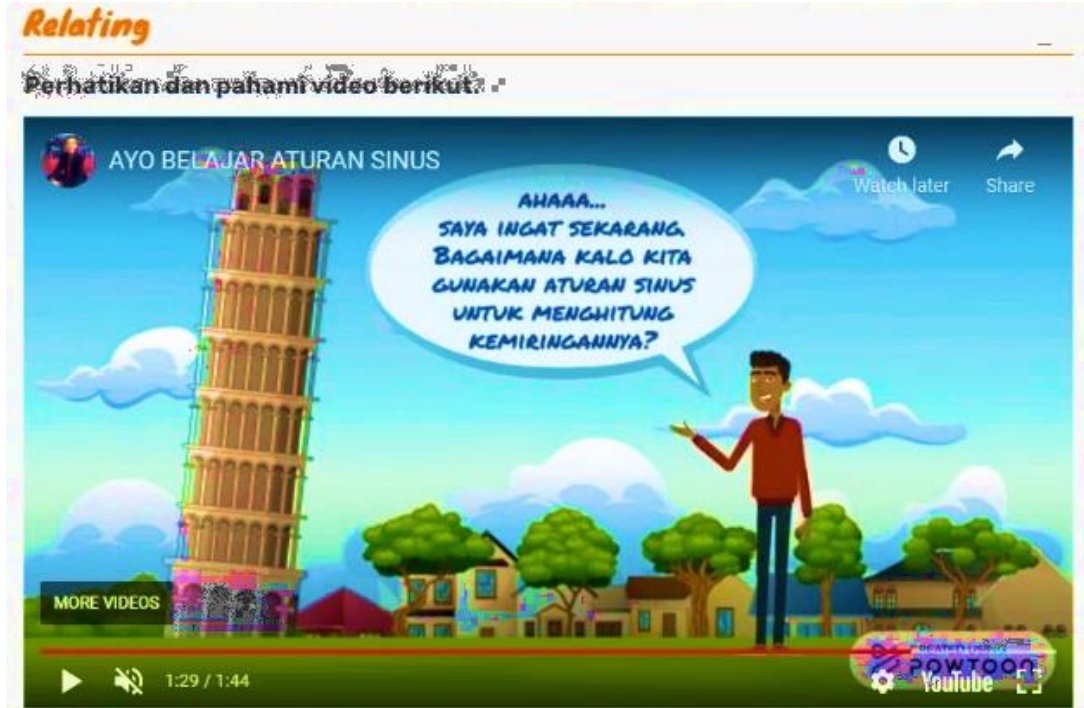 Relating
Perhatikan dan pahami video berikut.
AYO BELAJAR ATURAN SINUS
Watch later
Share
AHAAA...
SAYA INGAT SEKARANG.
BAGAIMANA KALO KITA
GUNAKAN ATURAN SINUS
UNTUK MENGHITUNG
KEMIRINGANNYA?
MORE VIDEOS
POWTOON
1:29 / 1:44
YouTube